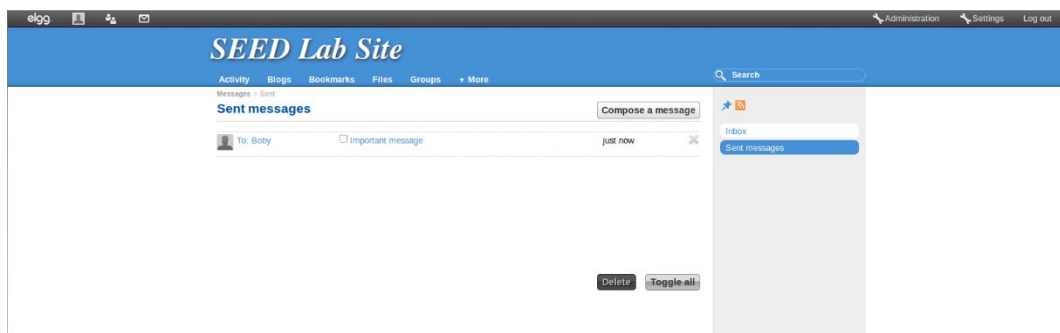 elgg. Administration Settings Log out
SEED Lab Site
Activity Blogs Bookmarks Files Groups ▾ More Search
Messages > Sent
Sent messages Compose a message
Inbox
To: Boby Important message just now
Sent messages
Delete Toggle all